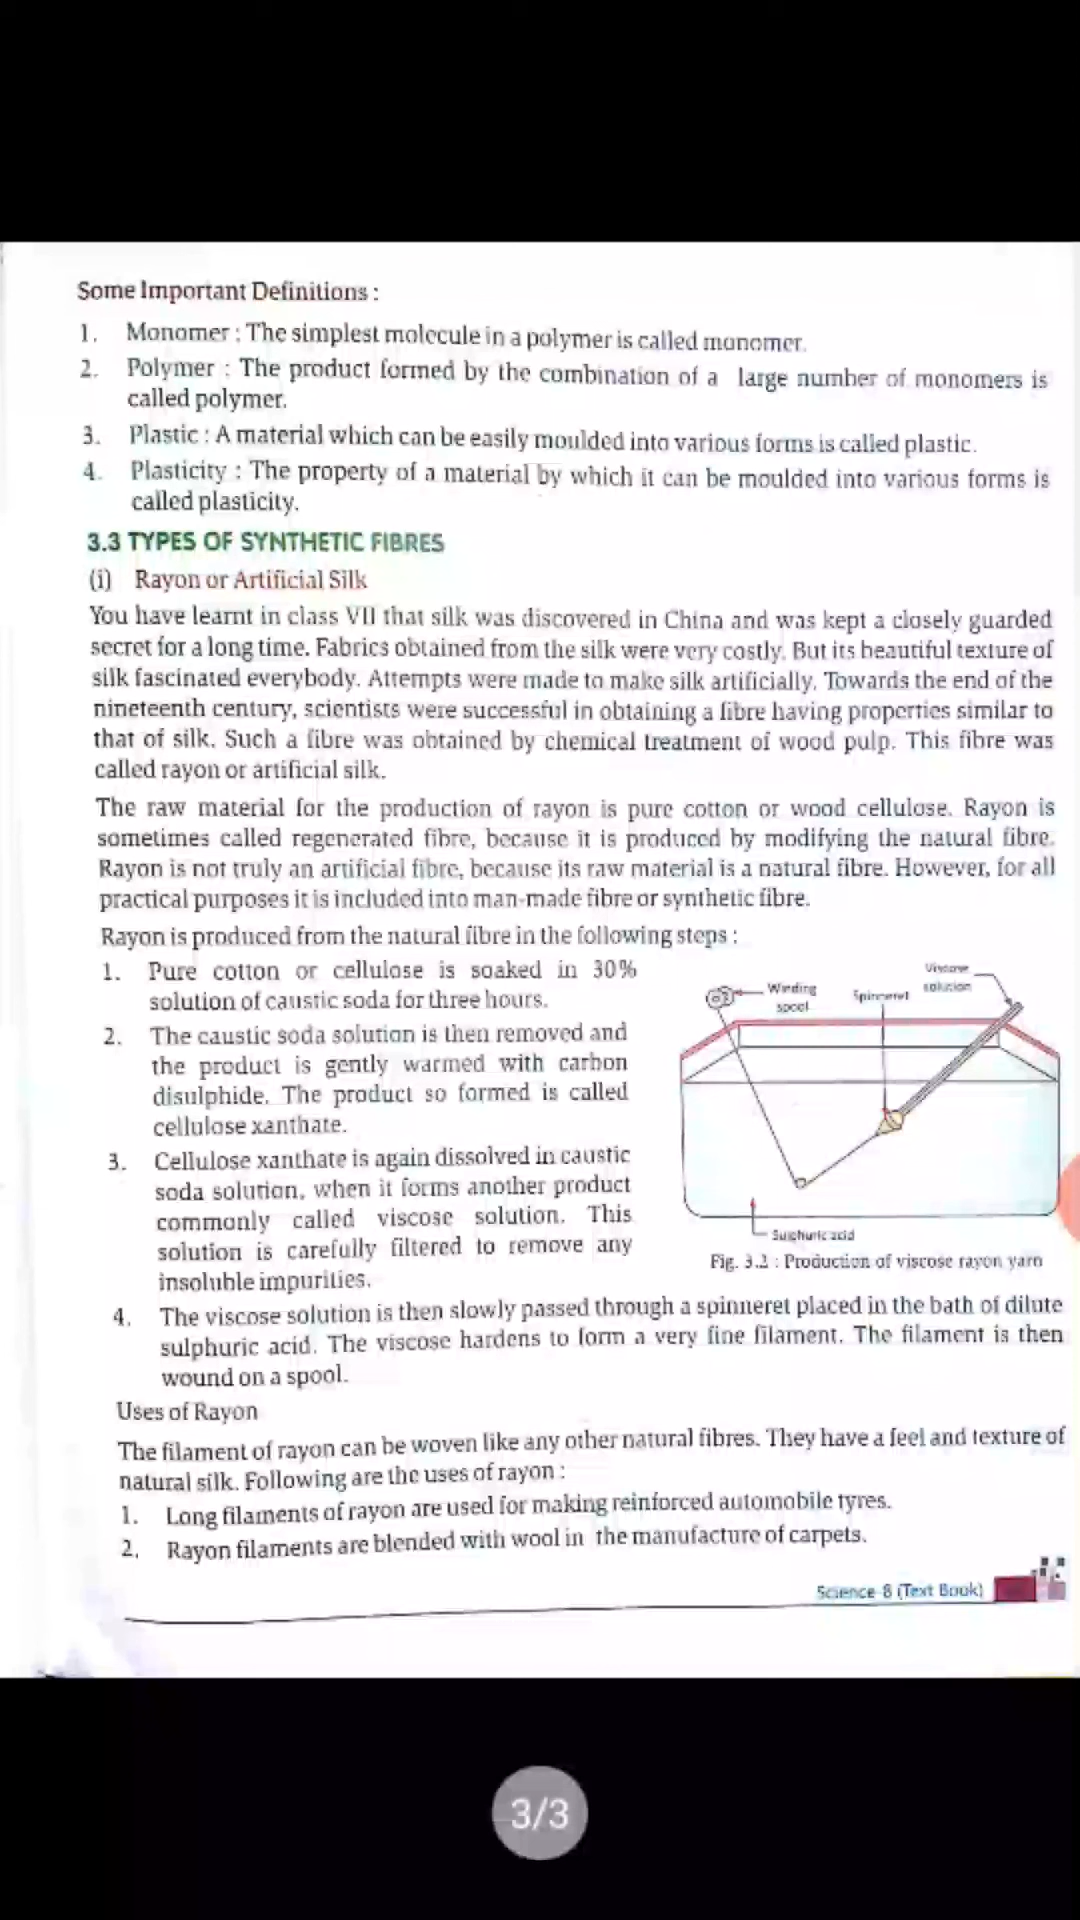 Some Important Definitions :
1. Monomer : The simplest molecule in a polymer is called monomer.
2. Polymer : The product formed by the combination of a large number of monomers is
called polymer.
3. Plastic : A material which can be easily moulded into various forms is called plastic.
4. Plasticity : The property of a material by which it can be moulded into various forms is
called plasticity.
3.3 TYPES OF SYNTHETIC FIBRES
(i) Rayon or Artificial Silk
You have learnt in class VII that silk was discovered in China and was kept a closely guarded
secret for a long time. Fabrics obtained from the silk were very costly. But its beautiful texture of
silk fascinated everybody. Attempts were made to make silk artificially. Towards the end of the
nineteenth century, scientists were successful in obtaining a fibre having properties similar to
that of silk. Such a fibre was obtained by chemical treatment of wood pulp. This fibre was
called rayon or artificial silk.
The raw material for the production of rayon is pure cotton or wood cellulose. Rayon is
sometimes called regenerated fibre, because it is produced by modifying the natural fibre.
Rayon is not truly an artificial fibre, because its raw material is a natural fibre. However, for all
practical purposes it is included into man-made fibre or synthetic fibre.
Rayon is produced from the natural fibre in the following steps :
1. Pure cotton or cellulose is soaked in 30%
solution of caustic soda for three hours.
2. The caustic soda solution is then removed and
the product is gently warmed with carbon
disulphide. The product so formed is called
cellulose xanthate.
3. Cellulose xanthate is again dissolved in caustic
soda solution, when it forms another product
commonly called viscose solution. This
solution is carefully filtered to remove any
insoluble impurities.
Winding
spool
Spinneret
Viscose
solution
Sulphuric acid
Fig. 3.2 : Production of viscose rayon yarn
4. The viscose solution is then slowly passed through a spinneret placed in the bath of dilute
sulphuric acid. The viscose hardens to form a very fine filament. The filament is then
wound on a spool.
Uses of Rayon
The filament of rayon can be woven like any other natural fibres. They have a feel and texture of
natural silk. Following are the uses of rayon :
1. Long filaments of rayon are used for making reinforced automobile tyres.
2. Rayon filaments are blended with wool in the manufacture of carpets.
Science-8 (Text Book)
3/3